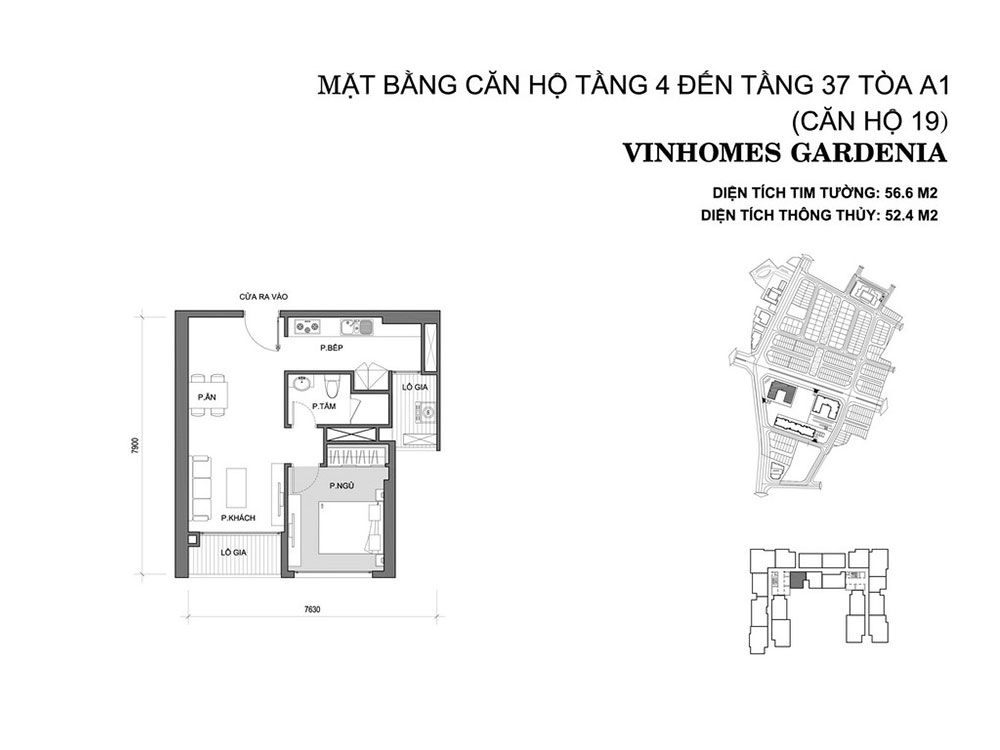 MẶT BẰNG CĂN HỘ TẦNG 4 ĐẾN TẦNG 37 TÒA A1
(CĂN HỘ 19)
VINHOMES GARDENIA
DIỆN TÍCH TIM TƯỜNG: 56.6 M2
DIỆN TÍCH THÔNG THỦY: 52.4 M2
CỬA RA VÀO
P.BẾP
LÔ GIA
P.ĂN
P.TẮM
7900
P.NGỦ
P.KHÁCH
LÔ GIA
7630